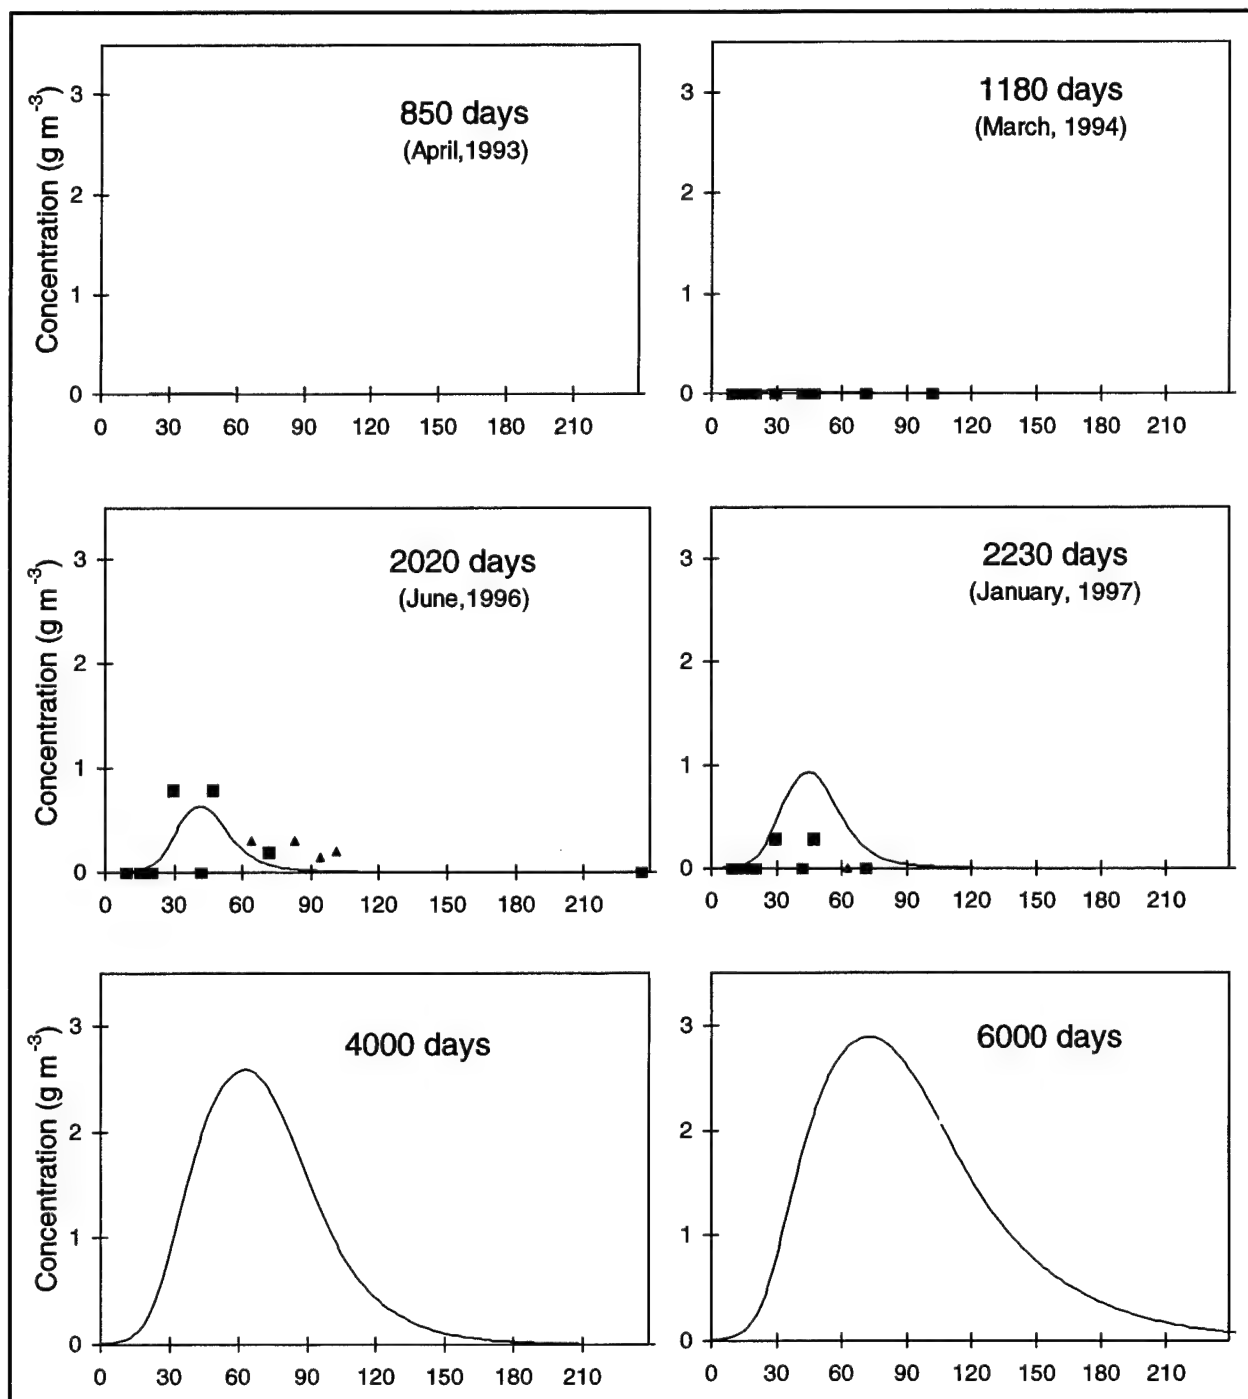 850 days
(April,1993)
Concentration (g m⁻³)
3
2
1
0
0 30 60 90 120 150 180 210
1180 days
(March, 1994)
3
2
1
0
0 30 60 90 120 150 180 210
2020 days
(June,1996)
Concentration (g m⁻³)
3
2
1
0
0 30 60 90 120 150 180 210
2230 days
(January, 1997)
3
2
1
0
0 30 60 90 120 150 180 210
4000 days
Concentration (g m⁻³)
3
2
1
0
0 30 60 90 120 150 180 210
6000 days
3
2
1
0
0 30 60 90 120 150 180 210